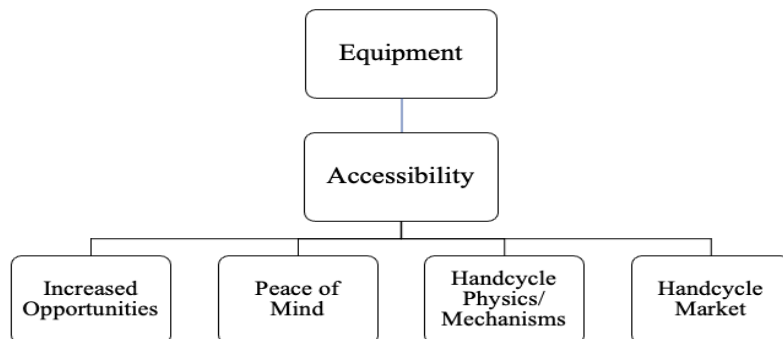 Equipment
Accessibility
Increased
Opportunities
Peace of
Mind
Handcycle
Physics/
Mechanisms
Handcycle
Market